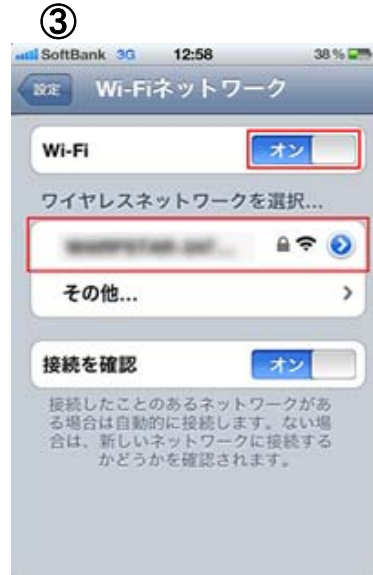 ③
SoftBank 3G 12:58 38%
設定 Wi-Fiネットワーク
Wi-Fi オン
ワイヤレスネットワークを選択...
その他...
接続を確認 オン
接続したことのあるネットワークがあ
る場合は自動的に接続します。ない場
合は、新しいネットワークに接続する
かどうかを確認されます。